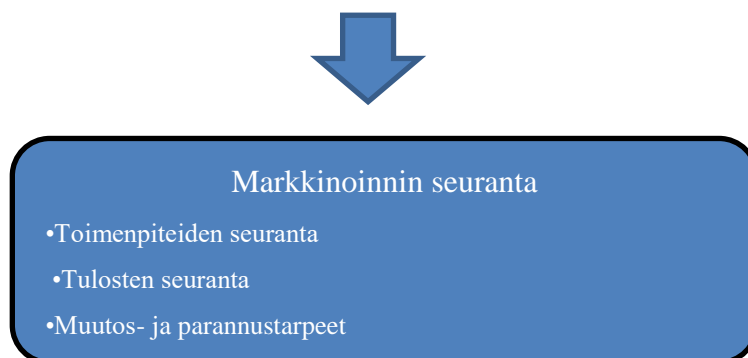 Markkinoinnin seuranta
•Toimenpiteiden seuranta
•Tulosten seuranta
•Muutos- ja parannustarpeet